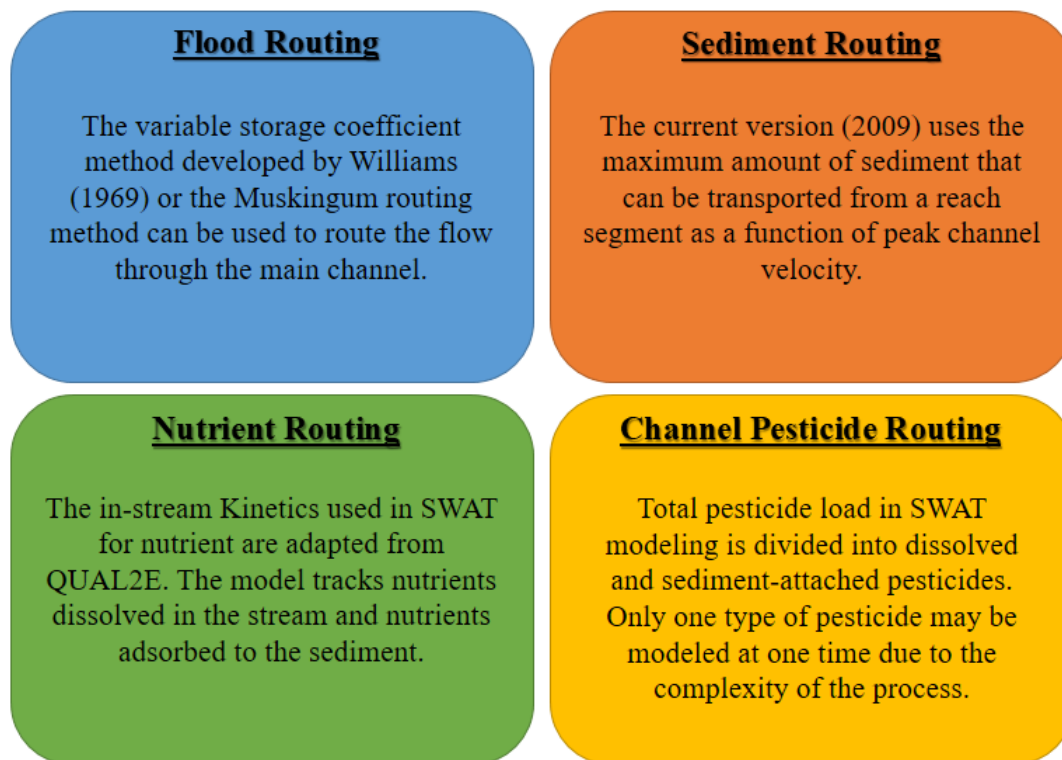 Flood Routing
The variable storage coefficient
method developed by Williams
(1969) or the Muskingum routing
method can be used to route the flow
through the main channel.
Sediment Routing
The current version (2009) uses the
maximum amount of sediment that
can be transported from a reach
segment as a function of peak channel
velocity.
Nutrient Routing
The in-stream Kinetics used in SWAT
for nutrient are adapted from
QUAL2E. The model tracks nutrients
dissolved in the stream and nutrients
adsorbed to the sediment.
Channel Pesticide Routing
Total pesticide load in SWAT
modeling is divided into dissolved
and sediment-attached pesticides.
Only one type of pesticide may be
modeled at one time due to the
complexity of the process.